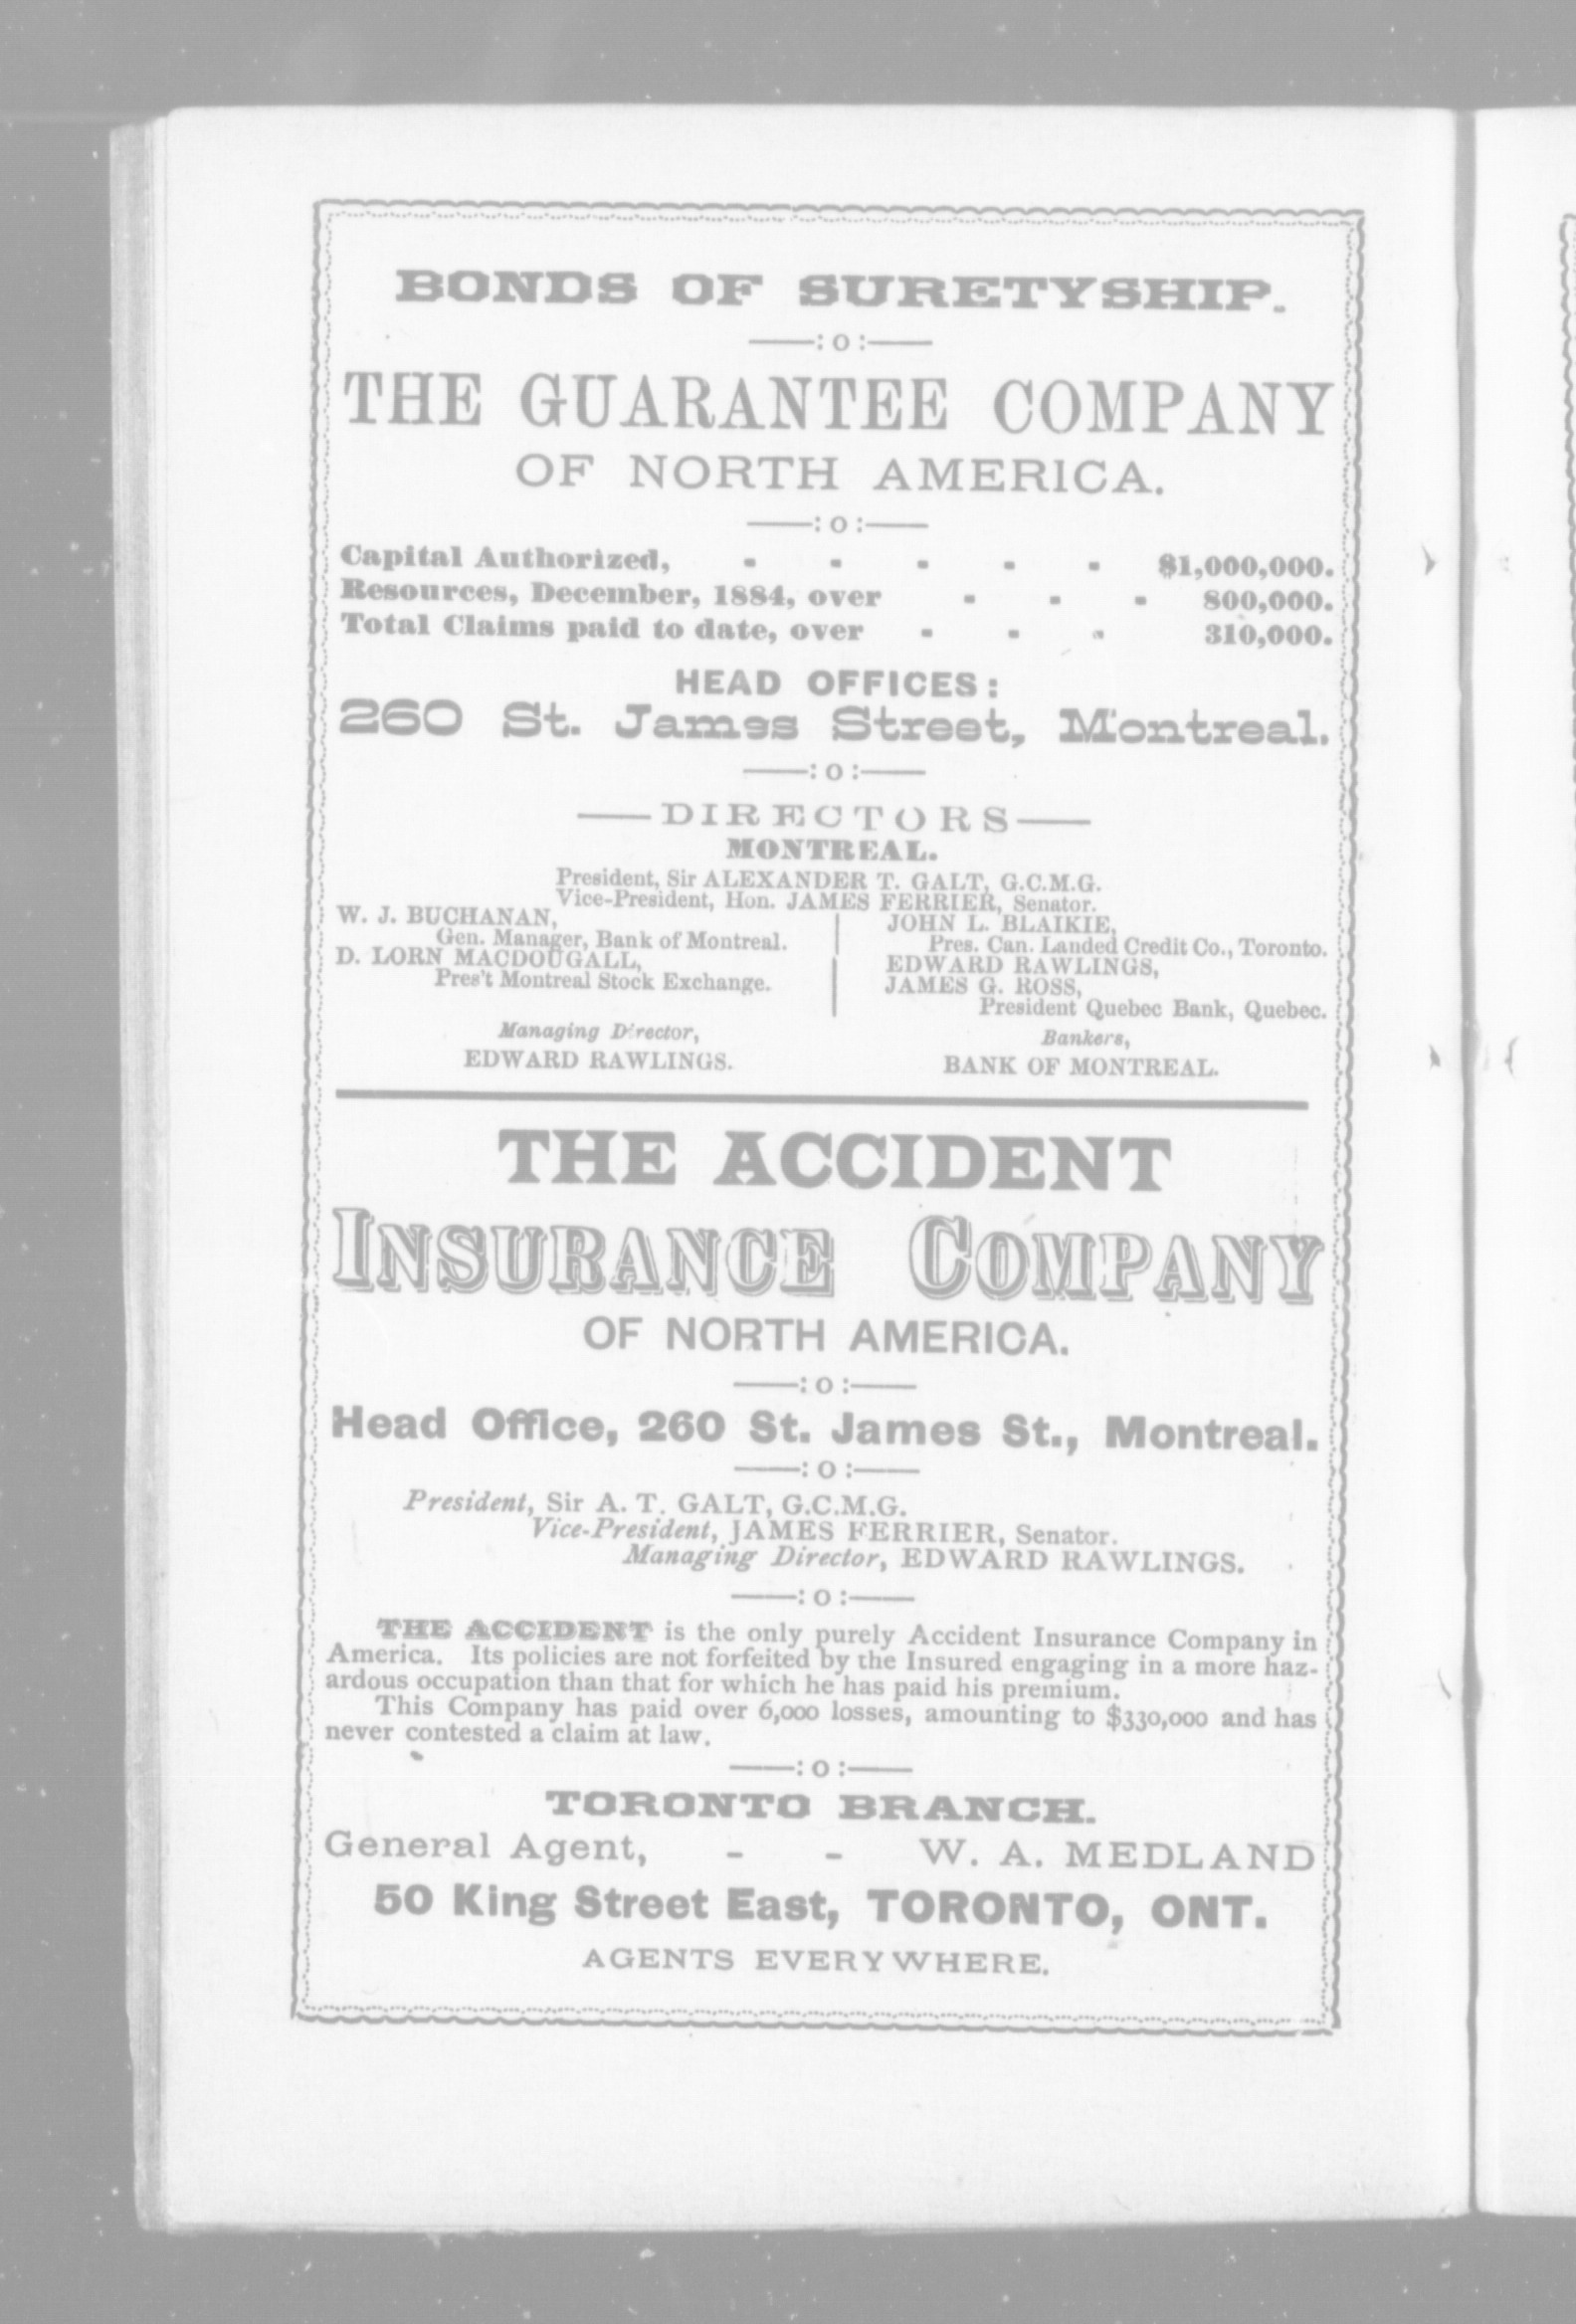 BONDS OF SURETYSHIP.
——:o:——
THE GUARANTEE COMPANY
OF NORTH AMERICA.
——:o:——
Capital Authorized, - - - - - $1,000,000.
Resources, December, 1884, over - - - 800,000.
Total Claims paid to date, over - - - 310,000.
HEAD OFFICES:
260 St. James Street, Montreal.
——:o:——
——DIRECTORS——
MONTREAL.
President, Sir ALEXANDER T. GALT, G.C.M.G.
Vice-President, Hon. JAMES FERRIER, Senator.
W. J. BUCHANAN,
Gen. Manager, Bank of Montreal.
D. LORN MACDOUGALL,
Pres't Montreal Stock Exchange.
JOHN L. BLAIKIE,
Pres. Can. Landed Credit Co., Toronto.
EDWARD RAWLINGS,
JAMES G. ROSS,
President Quebec Bank, Quebec.
Managing Director,
EDWARD RAWLINGS.
Bankers,
BANK OF MONTREAL.
THE ACCIDENT
INSURANCE COMPANY
OF NORTH AMERICA.
——:o:——
Head Office, 260 St. James St., Montreal.
——:o:——
President, Sir A. T. GALT, G.C.M.G.
Vice-President, JAMES FERRIER, Senator.
Managing Director, EDWARD RAWLINGS.
——:o:——
THE ACCIDENT is the only purely Accident Insurance Company in
America. Its policies are not forfeited by the Insured engaging in a more haz-
ardous occupation than that for which he has paid his premium.
This Company has paid over 6,000 losses, amounting to $330,000 and has
never contested a claim at law.
——:o:——
TORONTO BRANCH.
General Agent, - - W. A. MEDLAND
50 King Street East, TORONTO, ONT.
AGENTS EVERYWHERE.